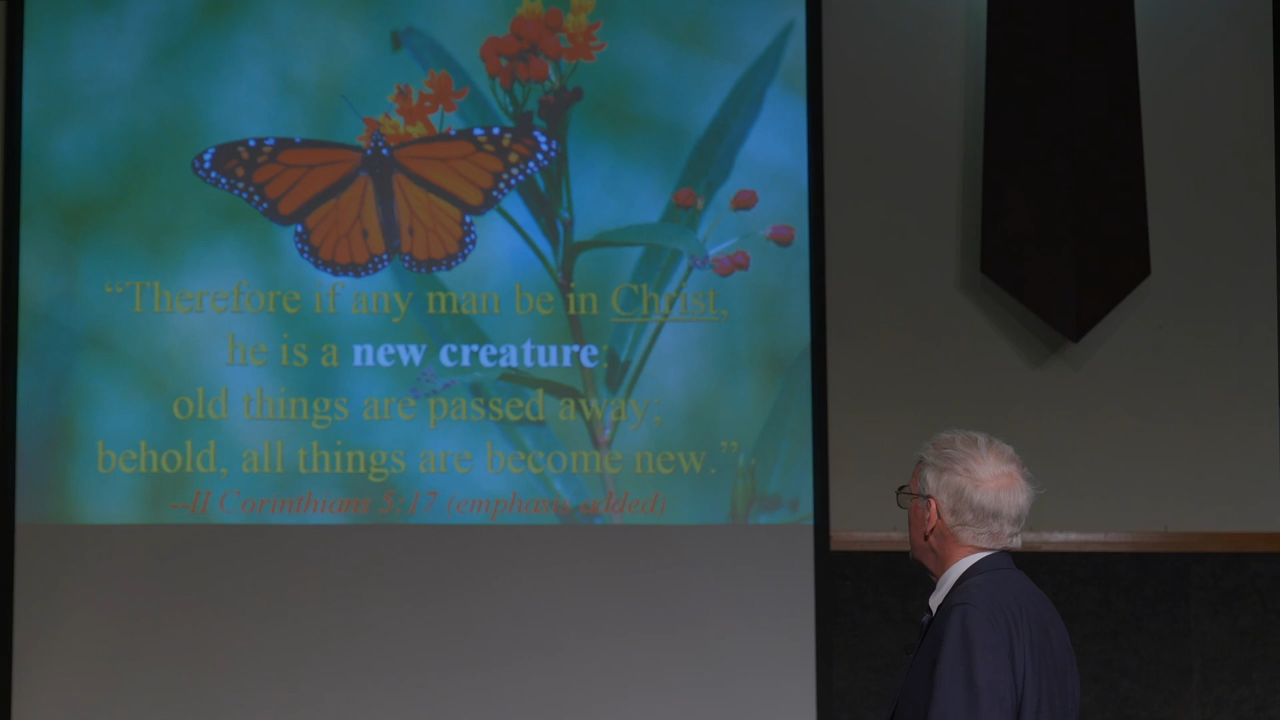 “Therefore if any man be in Christ,
he is a new creature:
old things are passed away;
behold, all things are become new.”
--II Corinthians 5:17 (emphasis added)